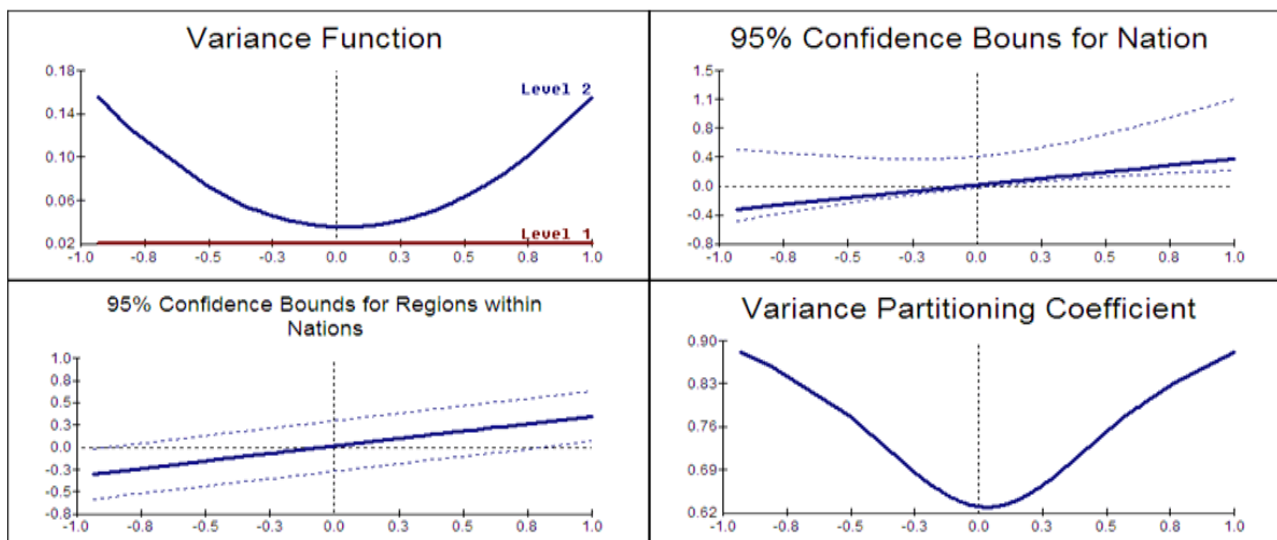 Variance Function
0.18
0.14
0.10
0.06
0.02
Level 2
Level 1
-1.0 -0.8 -0.5 -0.3 0.0 0.3 0.5 0.8 1.0
95% Confidence Bouns for Nation
1.5
1.1
0.8
0.4
0.0
-0.4
-0.8
-1.0 -0.8 -0.5 -0.3 0.0 0.3 0.5 0.8 1.0
95% Confidence Bounds for Regions within
Nations
1.0
0.8
0.5
0.3
0.0
-0.3
-0.5
-0.8
-1.0 -0.8 -0.5 -0.3 0.0 0.3 0.5 0.8 1.0
Variance Partitioning Coefficient
0.90
0.83
0.76
0.69
0.62
-1.0 -0.8 -0.5 -0.3 0.0 0.3 0.5 0.8 1.0